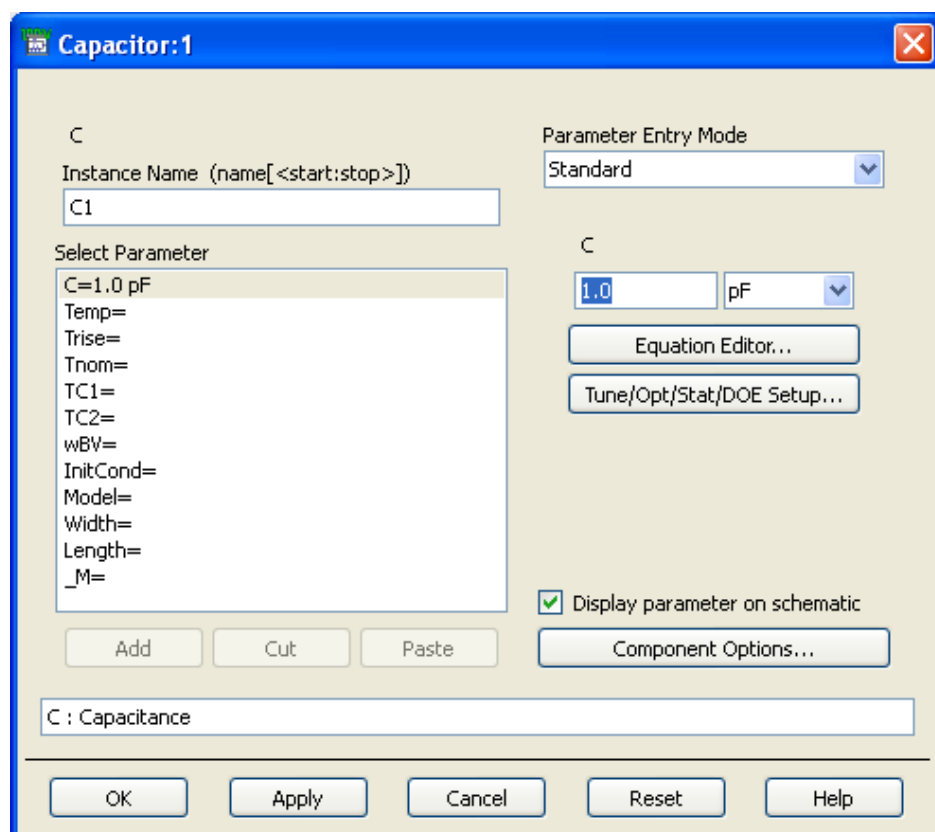 Capacitor:1
C
Instance Name (name[<start:stop>])
C1
Select Parameter
C=1.0 pF
Temp=
Trise=
Tnom=
TC1=
TC2=
wBV=
InitCond=
Model=
Width=
Length=
_M=
Add Cut Paste
Parameter Entry Mode
Standard
C
1.0 pF
Equation Editor...
Tune/Opt/Stat/DOE Setup...
Display parameter on schematic
Component Options...
C : Capacitance
OK Apply Cancel Reset Help